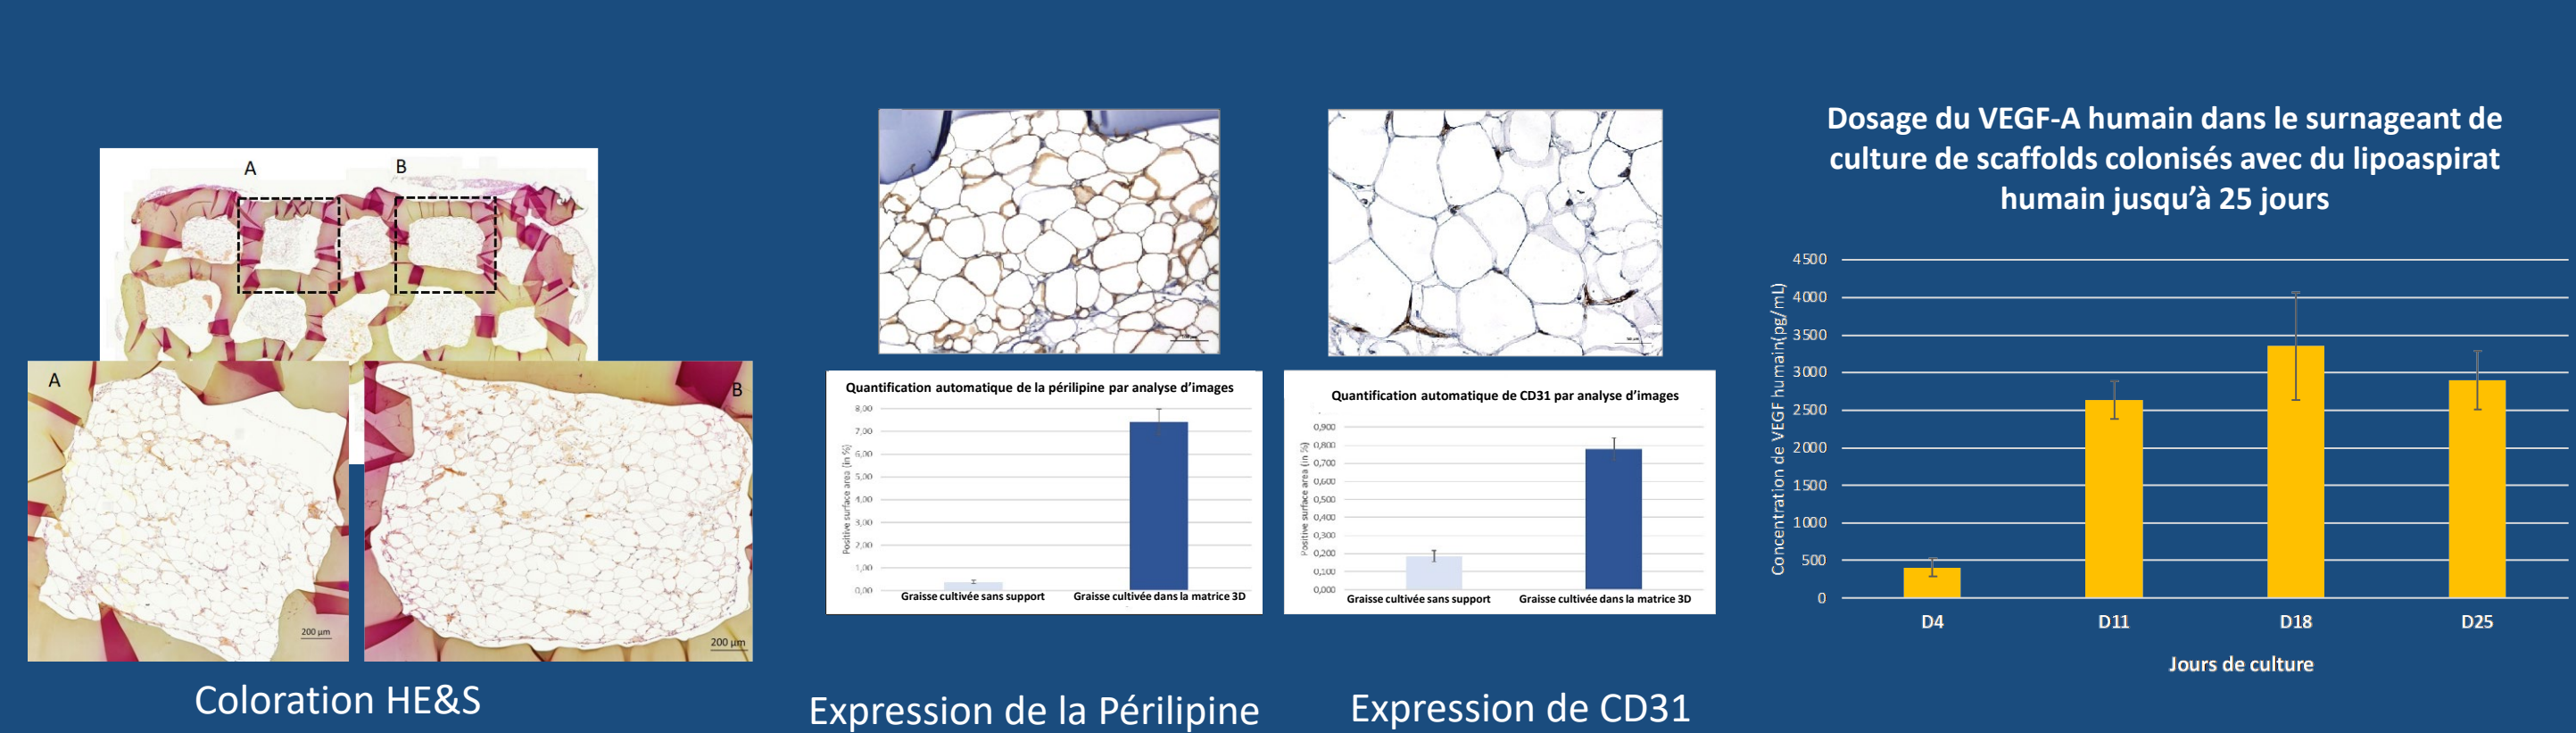 A
B
A
B
200 µm
200 µm
Coloration HE&S
Quantification automatique de la périlipine par analyse d'images
Positive surface area (in %)
8,00
7,00
6,00
5,00
4,00
3,00
2,00
1,00
0,00
Graisse cultivée sans support
Graisse cultivée dans la matrice 3D
Expression de la Périlipine
Quantification automatique de CD31 par analyse d'images
Positive surface area (in %)
0,900
0,800
0,700
0,600
0,500
0,400
0,300
0,200
0,100
0,000
Graisse cultivée sans support
Graisse cultivée dans la matrice 3D
Expression de CD31
Dosage du VEGF-A humain dans le surnageant de
culture de scaffolds colonisés avec du lipoaspirat
humain jusqu'à 25 jours
Concentration de VEGF humain(pg/mL)
4500
4000
3500
3000
2500
2000
1500
1000
500
0
D4
D11
D18
D25
Jours de culture